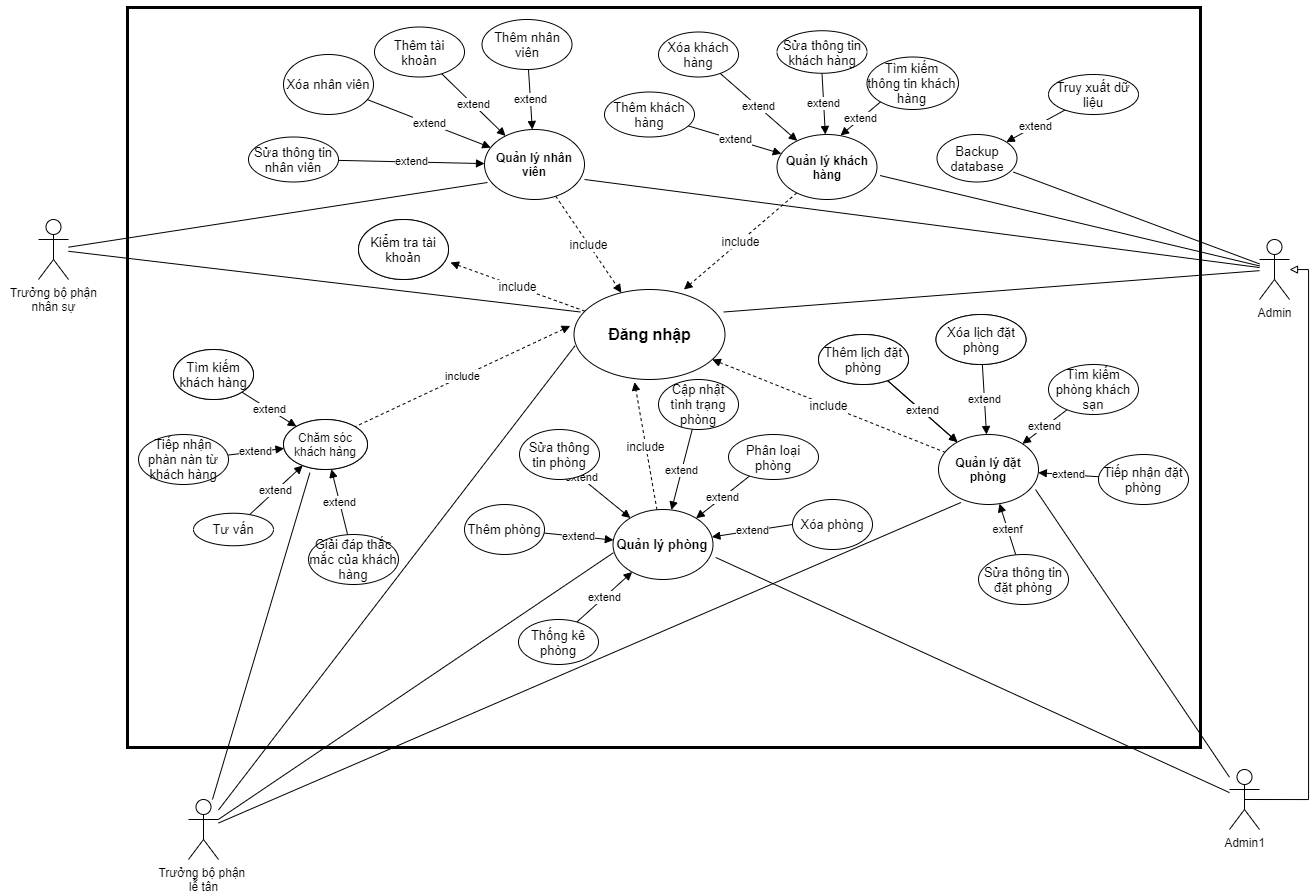 Thêm nhân
viên
Thêm tài
khoản
Xóa nhân viên
extend
extend
extend
Sửa thông tin
nhân viên
extend
Quản lý nhân
viên
Xóa khách
hàng
Sửa thông tin
khách hàng
Tìm kiếm
thông tin khách
hàng
Thêm khách
hàng
extend
extend
extend
extend
Quản lý khách
hàng
Truy xuất dữ
liệu
extend
Backup
database
Trưởng bộ phận
nhân sự
Kiểm tra tài
khoản
include
include
include
Admin
Đăng nhập
Tìm kiếm
khách hàng
include
extend
Tiếp nhận
phàn nàn từ
khách hàng
extend
Chăm sóc
khách hàng
extend
Tư vấn
extend
Giải đáp thắc
mắc của khách
hàng
Cập nhật
tình trạng
phòng
include
Sửa thông
tin phòng
extend
extend
Phân loại
phòng
extend
Thêm phòng
extend
Quản lý phòng
extend
Xóa phòng
extend
Thống kê
phòng
Thêm lịch đặt
phòng
Xóa lịch đặt
phòng
Tìm kiếm
phòng khách
sạn
include
extend
extend
extend
Quản lý đặt
phòng
extend
Tiếp nhận đặt
phòng
extenf
Sửa thông tin
đặt phòng
Trưởng bộ phận
lễ tân
Admin1